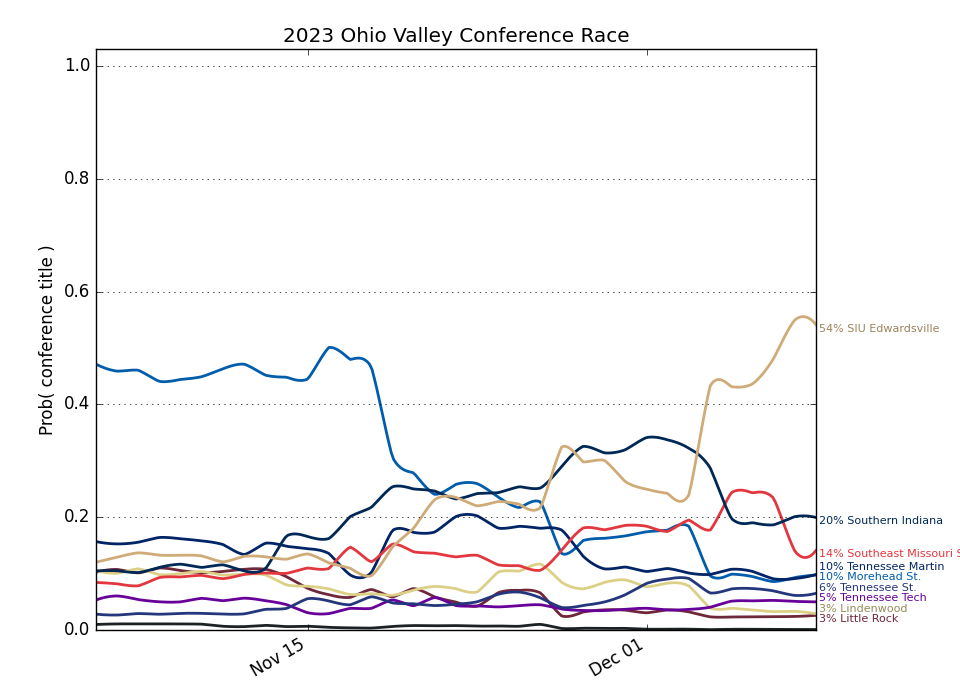 2023 Ohio Valley Conference Race
Prob( conference title )
1.0
0.8
0.6
0.4
0.2
0.0
Nov 15
Dec 01
54% SIU Edwardsville
20% Southern Indiana
14% Southeast Missouri S
10% Tennessee Martin
10% Morehead St.
6% Tennessee St.
5% Tennessee Tech
3% Lindenwood
3% Little Rock